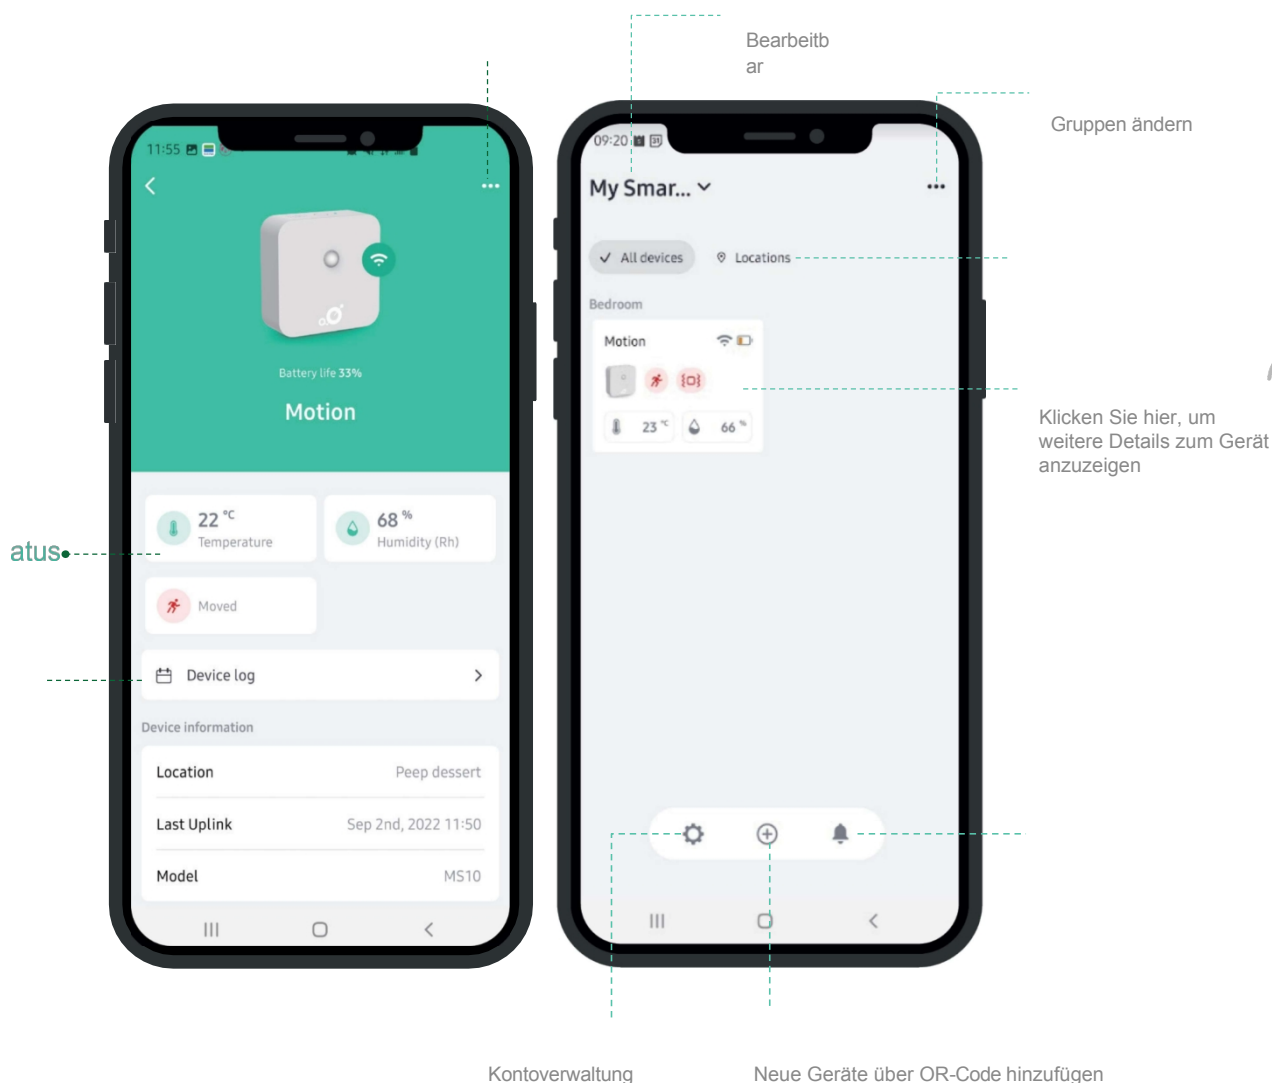 Bearbeitb
ar
Gruppen ändern
11:55
Battery life 33%
Motion
22 °C
Temperature
68 %
Humidity (Rh)
atus
Moved
Device log
Device information
Location Peep dessert
Last Uplink Sep 2nd, 2022 11:50
Model MS10
09:20
31
My Smar...
All devices
Locations
Bedroom
Motion
23 °C
66 %
Klicken Sie hier, um
weitere Details zum Gerät
anzuzeigen
Kontoverwaltung
Neue Geräte über OR-Code hinzufügen